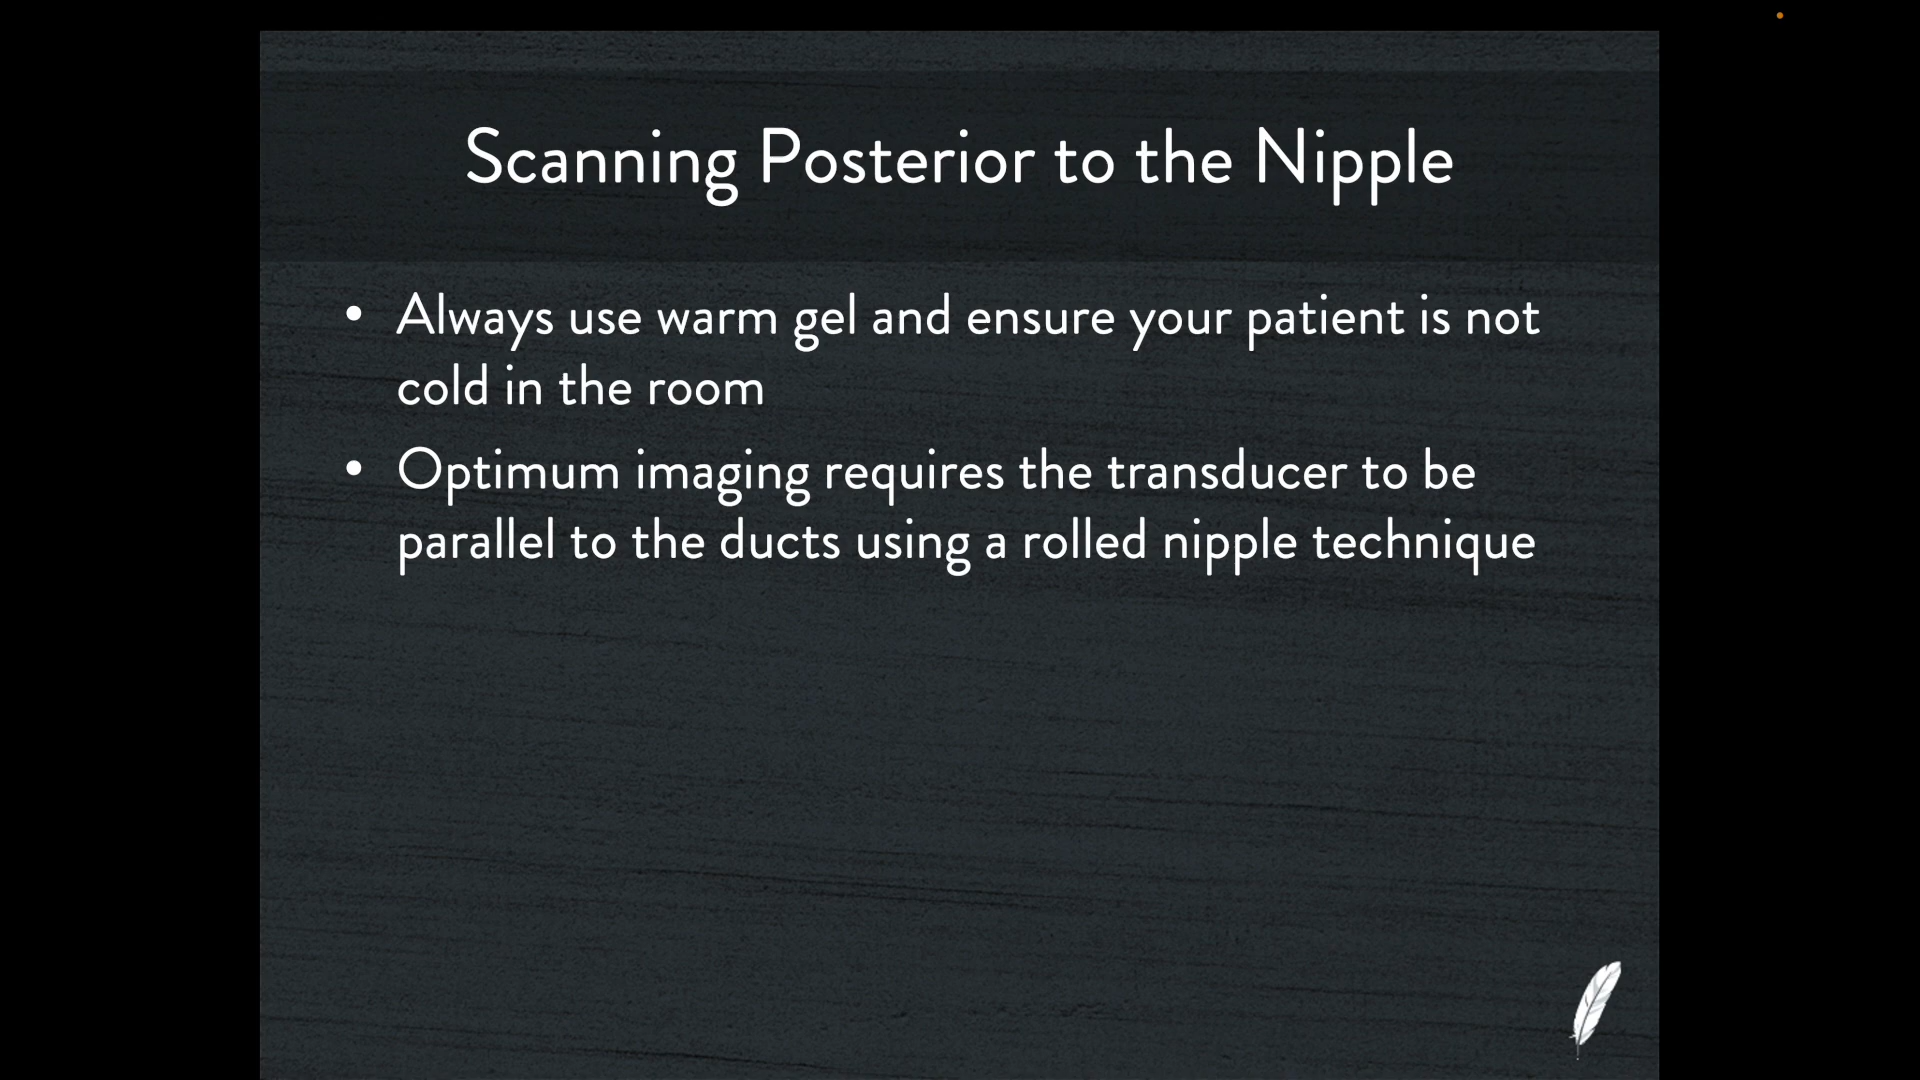 Scanning Posterior to the Nipple
• Always use warm gel and ensure your patient is not
cold in the room
• Optimum imaging requires the transducer to be
parallel to the ducts using a rolled nipple technique